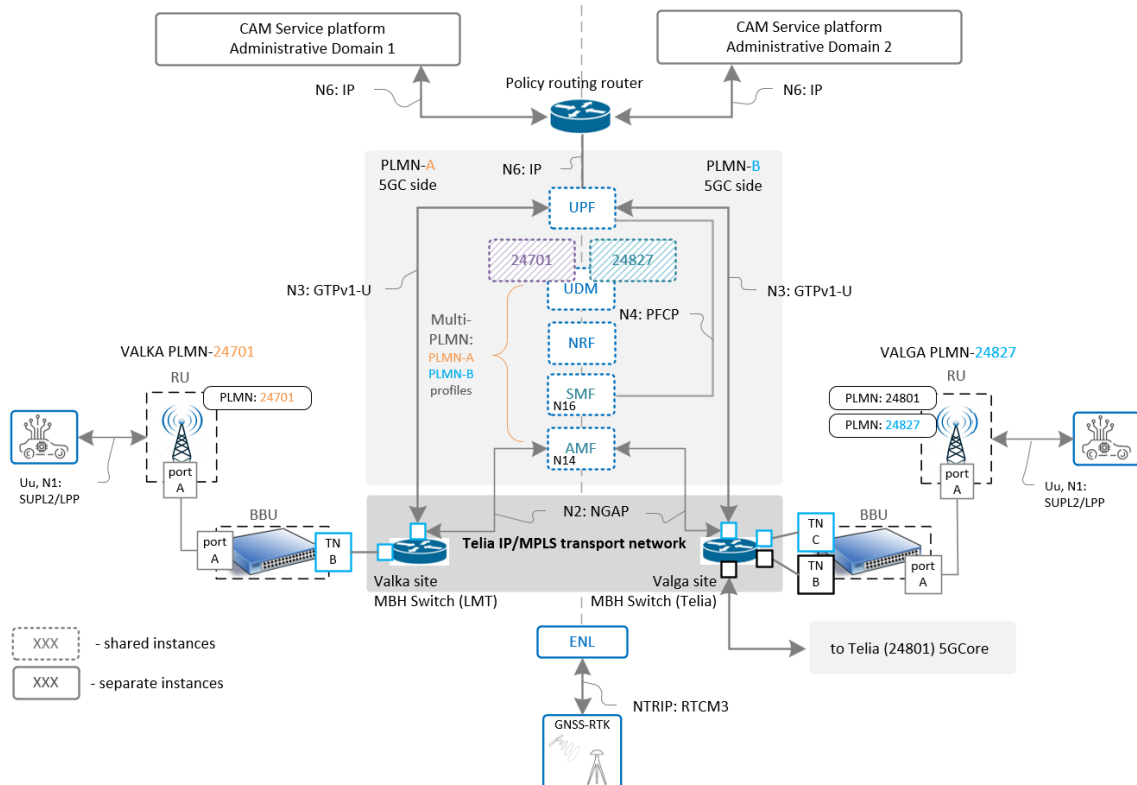 CAM Service platform
Administrative Domain 1
CAM Service platform
Administrative Domain 2
Policy routing router
N6: IP
N6: IP
PLMN-A
5GC side
N6: IP
PLMN-B
5GC side
UPF
24701
24827
UDM
N3: GTPv1-U
N3: GTPv1-U
N4: PFCP
Multi-
PLMN:
PLMN-A
PLMN-B
profiles
NRF
SMF
N16
AMF
N14
VALKA PLMN-24701
RU
PLMN: 24701
VALGA PLMN-24827
RU
PLMN: 24801
PLMN: 24827
Uu, N1:
SUPL2/LPP
port
A
port
A
Uu, N1:
SUPL2/LPP
BBU
port
A
TN
B
N2: NGAP
Telia IP/MPLS transport network
TN
C
TN
B
BBU
port
A
Valka site
MBH Switch (LMT)
Valga site
MBH Switch (Telia)
XXX
- shared instances
XXX
- separate instances
ENL
to Telia (24801) 5GCore
NTRIP: RTCM3
GNSS-RTK